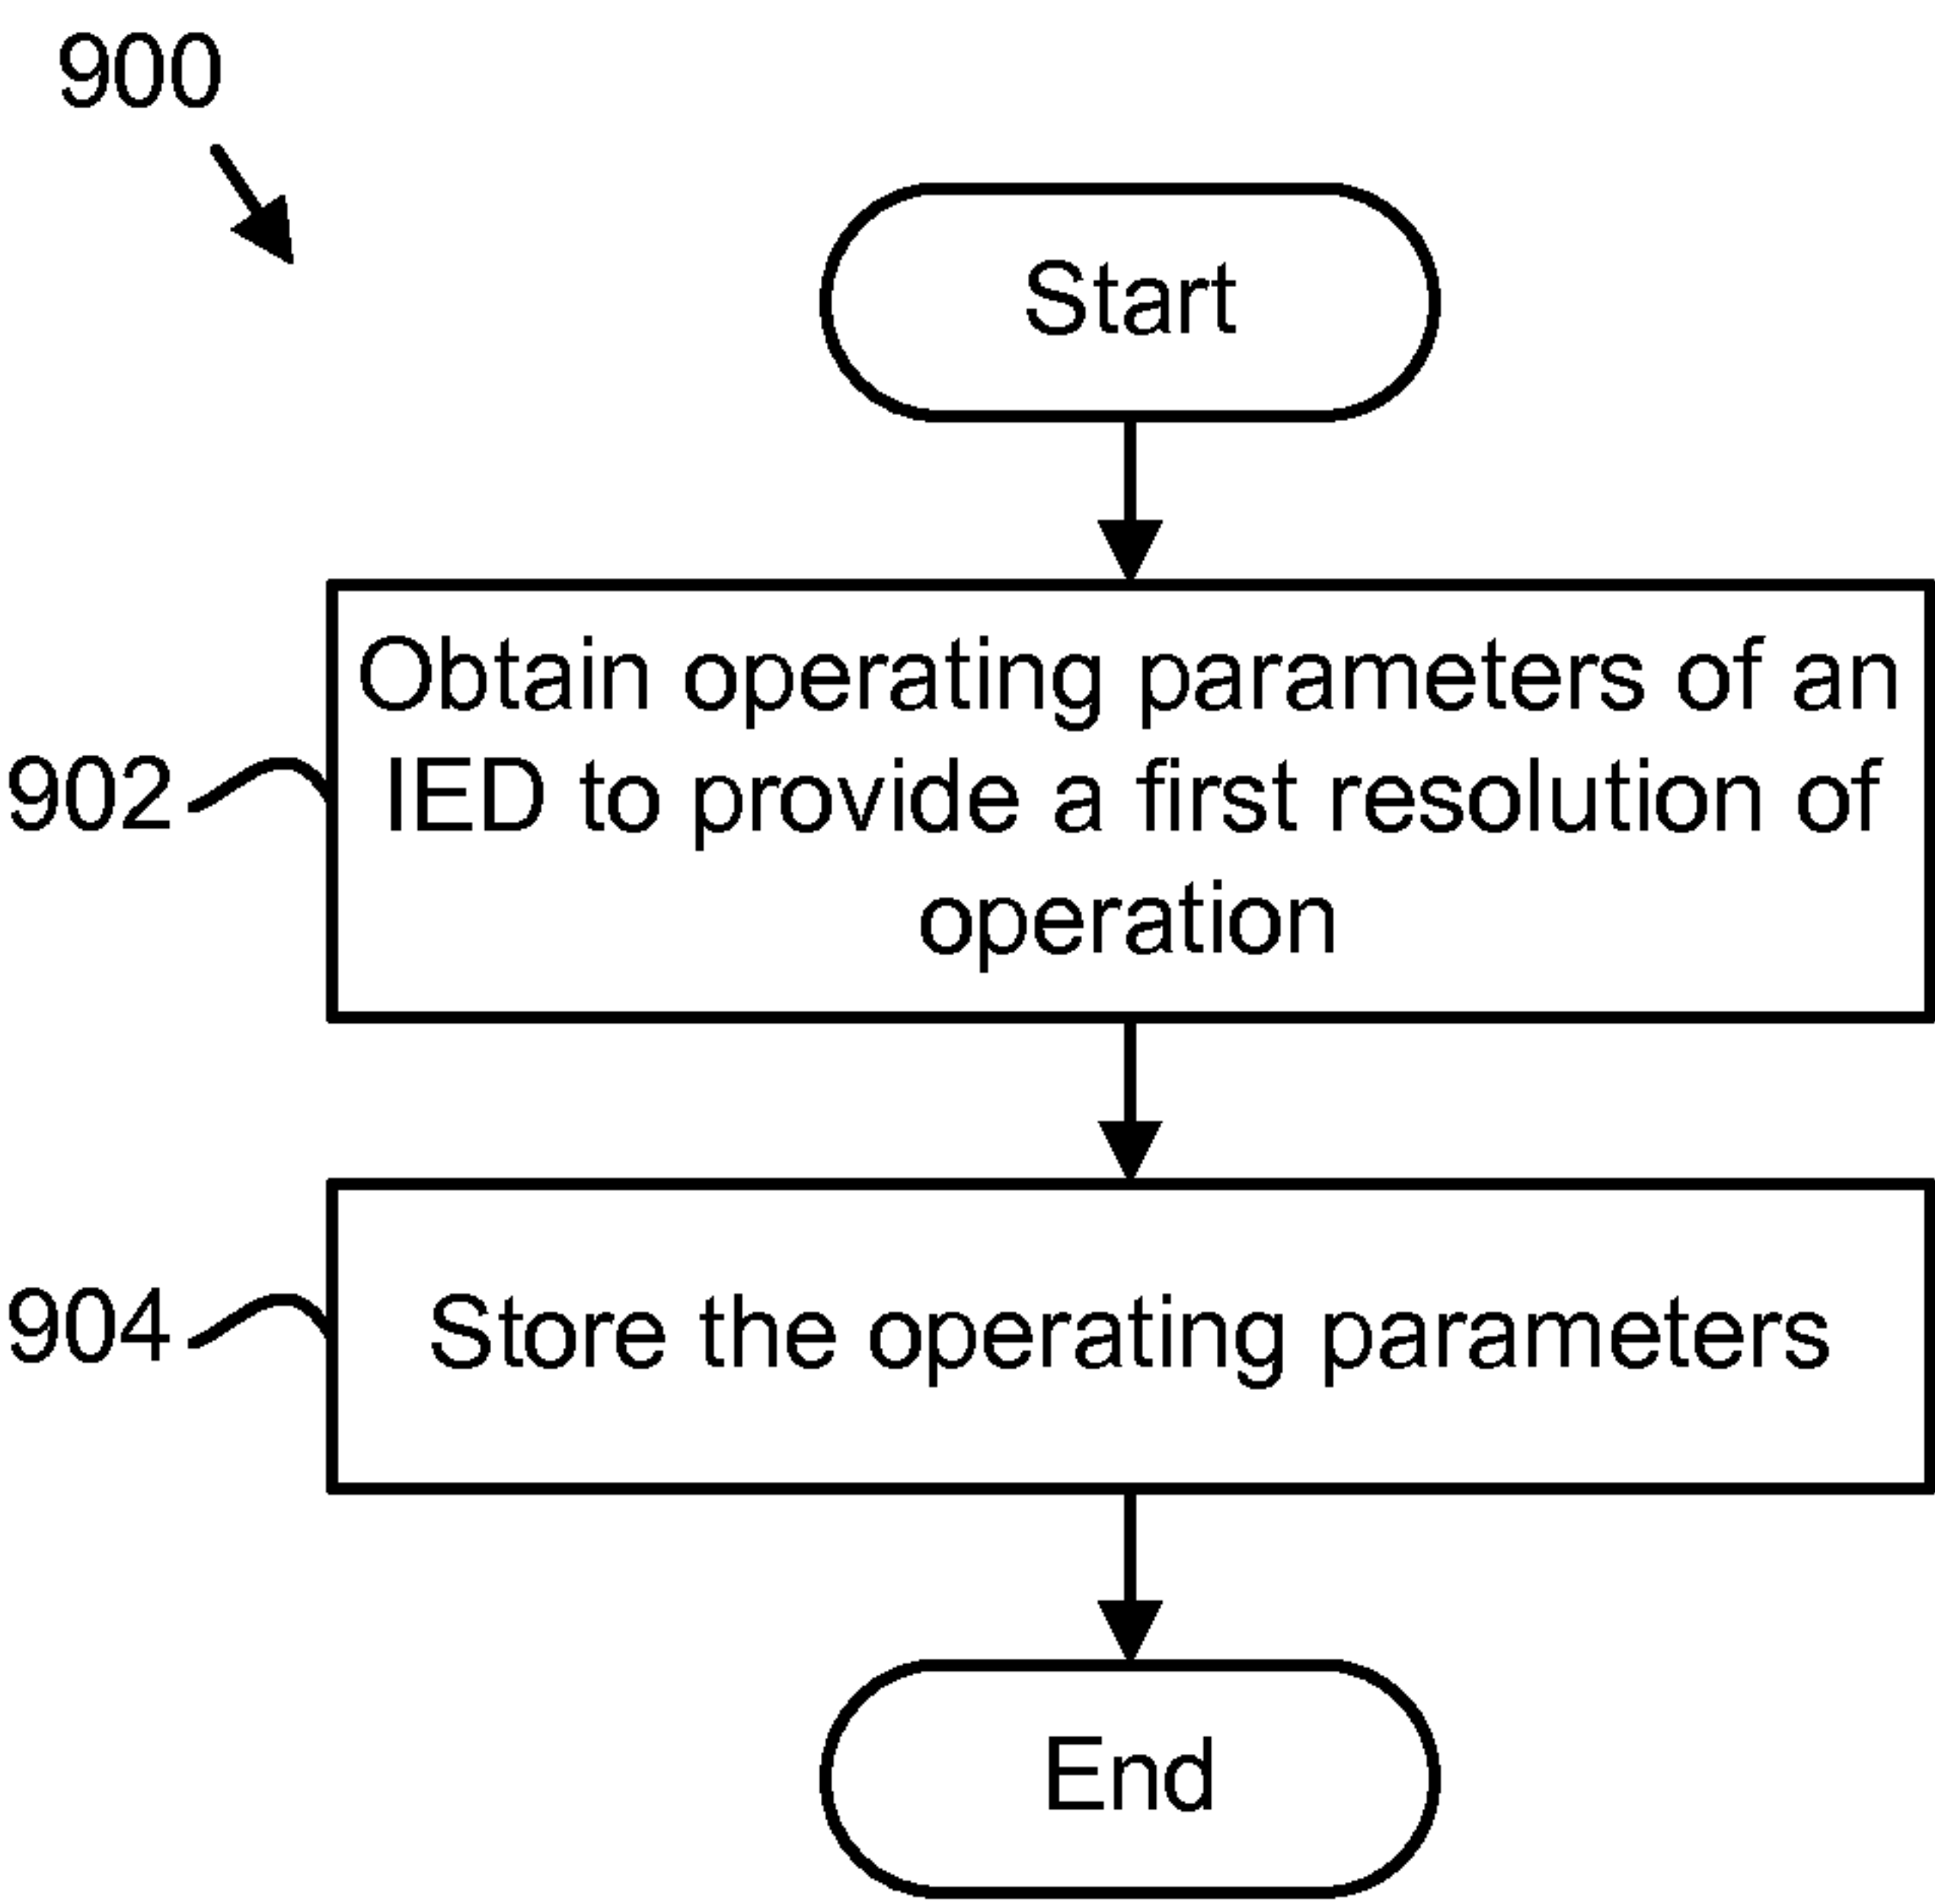 900
Start
902
Obtain operating parameters of an
IED to provide a first resolution of
operation
904
Store the operating parameters
End